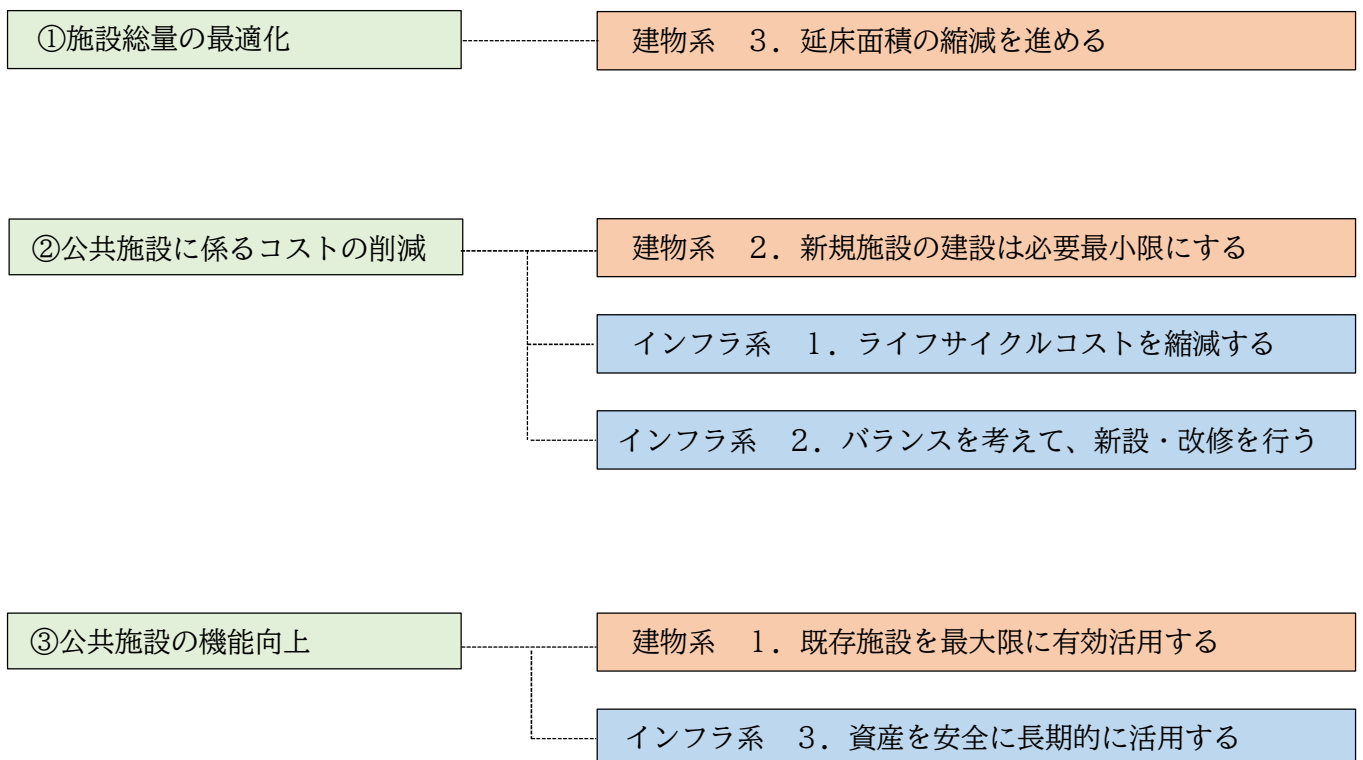 ①施設総量の最適化
建物系　３．延床面積の縮減を進める
②公共施設に係るコストの削減
建物系　２．新規施設の建設は必要最小限にする
インフラ系　１．ライフサイクルコストを縮減する
インフラ系　２．バランスを考えて、新設・改修を行う
③公共施設の機能向上
建物系　１．既存施設を最大限に有効活用する
インフラ系　３．資産を安全に長期的に活用する